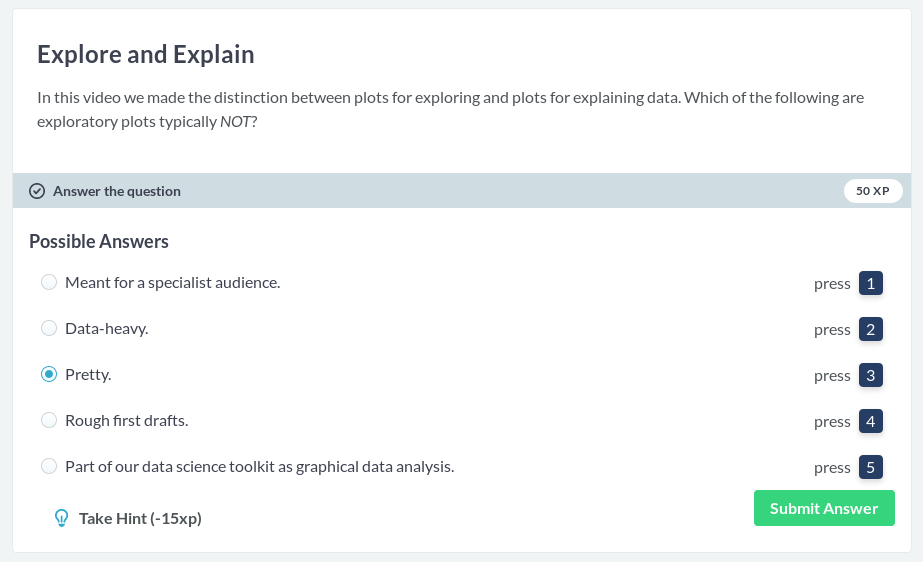 Explore and Explain
In this video we made the distinction between plots for exploring and plots for explaining data. Which of the following are
exploratory plots typically NOT?
Answer the question
50 XP
Possible Answers
Meant for a specialist audience.
press 1
Data-heavy.
press 2
Pretty.
press 3
Rough first drafts.
press 4
Part of our data science toolkit as graphical data analysis.
press 5
Take Hint (-15xp)
Submit Answer